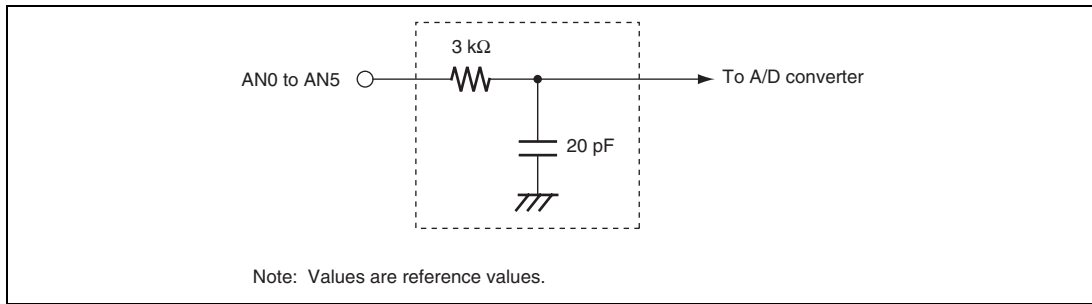 3 kΩ
AN0 to AN5
To A/D converter
20 pF
Note: Values are reference values.